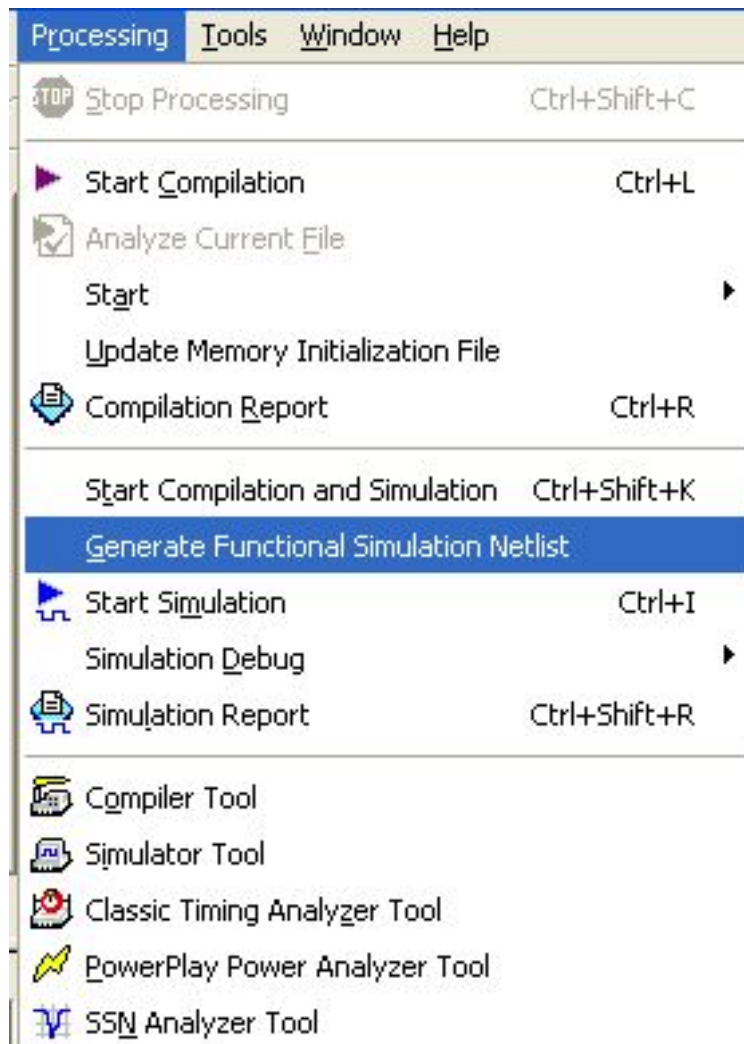 Processing Tools Window Help
STOP Stop Processing Ctrl+Shift+C
Start Compilation Ctrl+L
Analyze Current File
Start
Update Memory Initialization File
Compilation Report Ctrl+R
Start Compilation and Simulation Ctrl+Shift+K
Generate Functional Simulation Netlist
Start Simulation Ctrl+I
Simulation Debug
Simulation Report Ctrl+Shift+R
Compiler Tool
Simulator Tool
Classic Timing Analyzer Tool
PowerPlay Power Analyzer Tool
SSN Analyzer Tool